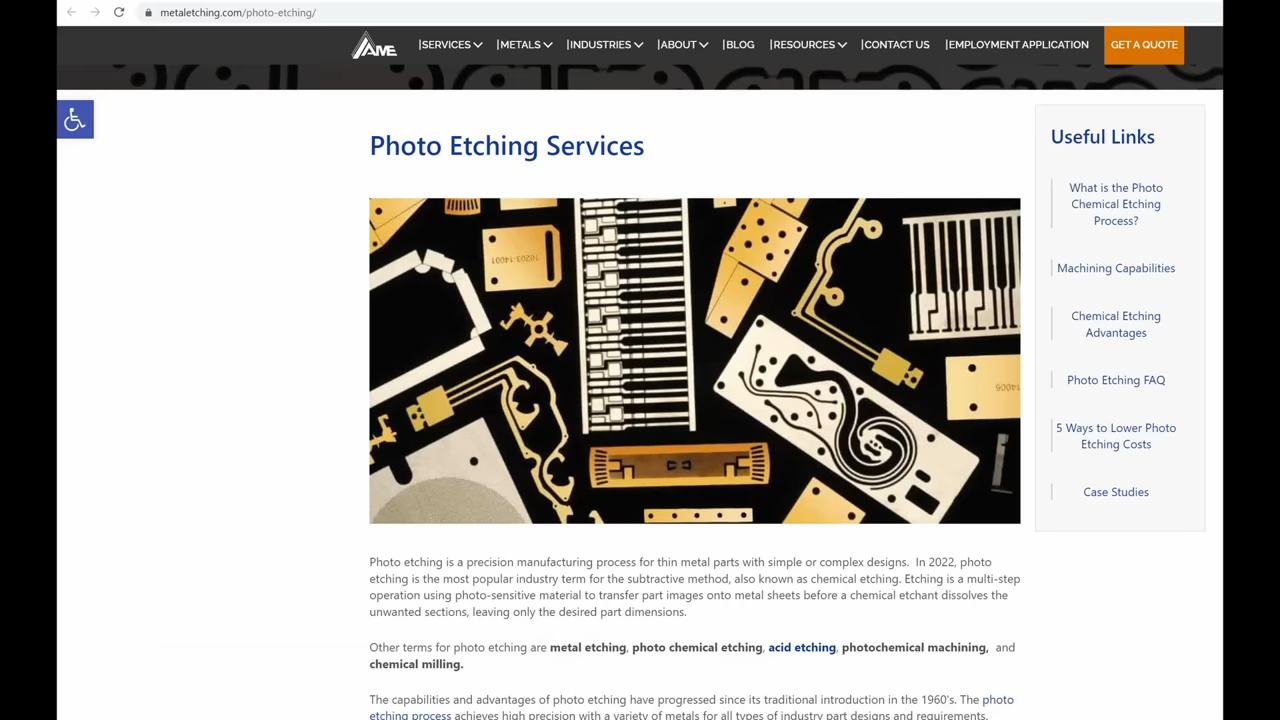 metaletching.com/photo-etching/
AME |SERVICES |METALS |INDUSTRIES |ABOUT |BLOG |RESOURCES |CONTACT US |EMPLOYMENT APPLICATION GET A QUOTE
Photo Etching Services
10203-14001
14006
Photo etching is a precision manufacturing process for thin metal parts with simple or complex designs. In 2022, photo
etching is the most popular industry term for the subtractive method, also known as chemical etching. Etching is a multi-step
operation using photo-sensitive material to transfer part images onto metal sheets before a chemical etchant dissolves the
unwanted sections, leaving only the desired part dimensions.
Other terms for photo etching are metal etching, photo chemical etching, acid etching, photochemical machining, and
chemical milling.
The capabilities and advantages of photo etching have progressed since its traditional introduction in the 1960's. The photo
etching process achieves high precision with a variety of metals for all types of industry part designs and requirements.
Useful Links
What is the Photo
Chemical Etching
Process?
Machining Capabilities
Chemical Etching
Advantages
Photo Etching FAQ
5 Ways to Lower Photo
Etching Costs
Case Studies